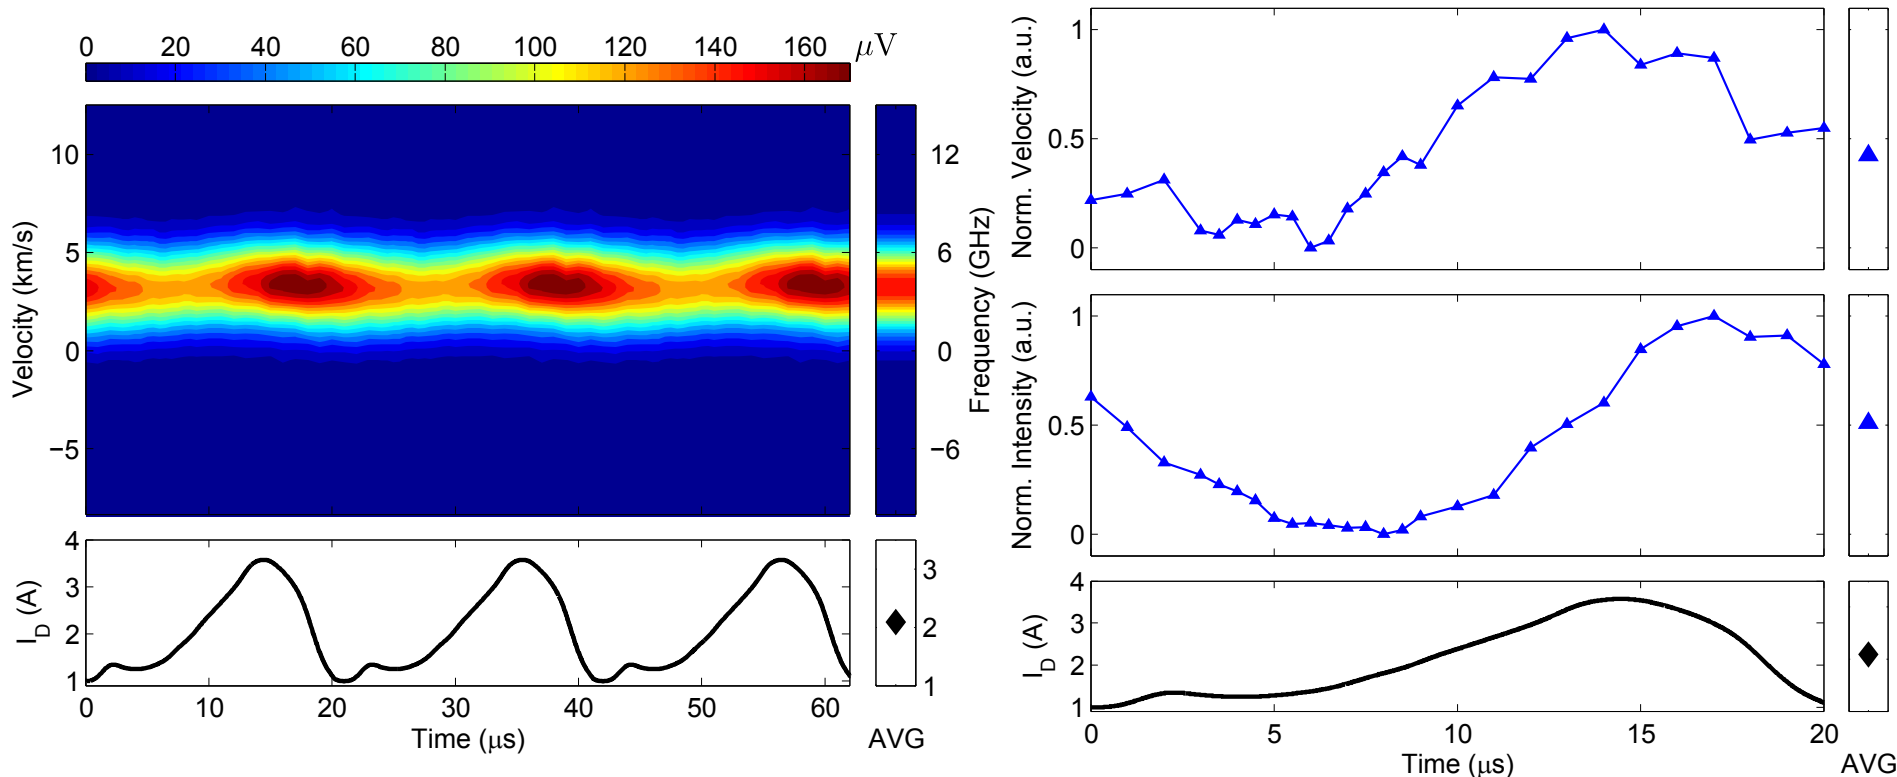 0 20 40 60 80 100 120 140 160 μV
Velocity (km/s)
10
5
0
−5
12
6
0
−6
Frequency (GHz)
I_D (A)
4
3
2
1
3
2
1
0 10 20 30 40 50 60
Time (μs)
AVG
Norm. Velocity (a.u.)
1
0.5
0
Norm. Intensity (a.u.)
1
0.5
0
I_D (A)
4
3
2
1
0 5 10 15 20
Time (μs)
AVG